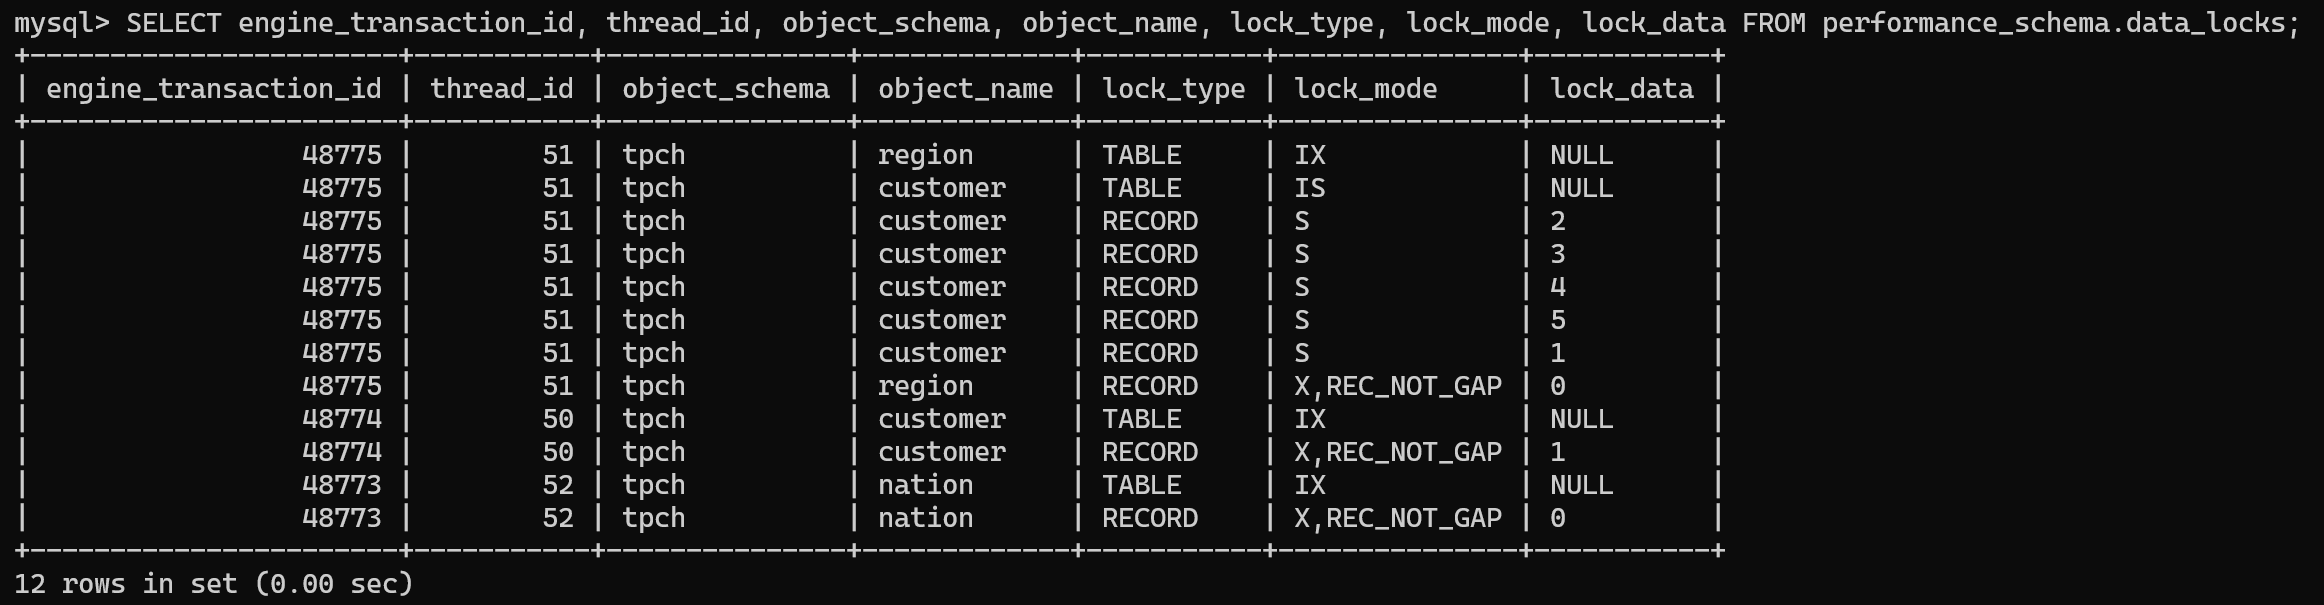 mysql> SELECT engine_transaction_id, thread_id, object_schema, object_name, lock_type, lock_mode, lock_data FROM performance_schema.data_locks;
+-----------------------+-----------+---------------+-------------+-----------+---------------+-----------+
| engine_transaction_id | thread_id | object_schema | object_name | lock_type | lock_mode     | lock_data |
+-----------------------+-----------+---------------+-------------+-----------+---------------+-----------+
|                 48775 |        51 | tpch          | region      | TABLE     | IX            | NULL      |
|                 48775 |        51 | tpch          | customer    | TABLE     | IS            | NULL      |
|                 48775 |        51 | tpch          | customer    | RECORD    | S             | 2         |
|                 48775 |        51 | tpch          | customer    | RECORD    | S             | 3         |
|                 48775 |        51 | tpch          | customer    | RECORD    | S             | 4         |
|                 48775 |        51 | tpch          | customer    | RECORD    | S             | 5         |
|                 48775 |        51 | tpch          | customer    | RECORD    | S             | 1         |
|                 48775 |        51 | tpch          | region      | RECORD    | X,REC_NOT_GAP | 0         |
|                 48774 |        50 | tpch          | customer    | TABLE     | IX            | NULL      |
|                 48774 |        50 | tpch          | customer    | RECORD    | X,REC_NOT_GAP | 1         |
|                 48773 |        52 | tpch          | nation      | TABLE     | IX            | NULL      |
|                 48773 |        52 | tpch          | nation      | RECORD    | X,REC_NOT_GAP | 0         |
+-----------------------+-----------+---------------+-------------+-----------+---------------+-----------+
12 rows in set (0.00 sec)